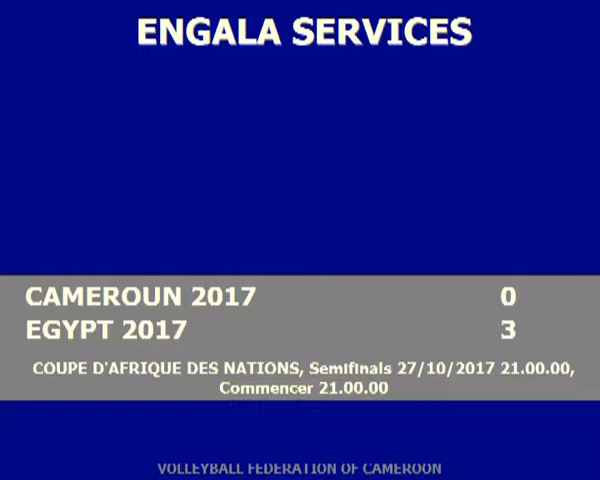 ENGALA SERVICES
CAMEROUN 2017 0
EGYPT 2017 3
COUPE D'AFRIQUE DES NATIONS, Semifinals 27/10/2017 21.00.00,
Commencer 21.00.00
VOLLEYBALL FEDERATION OF CAMEROON